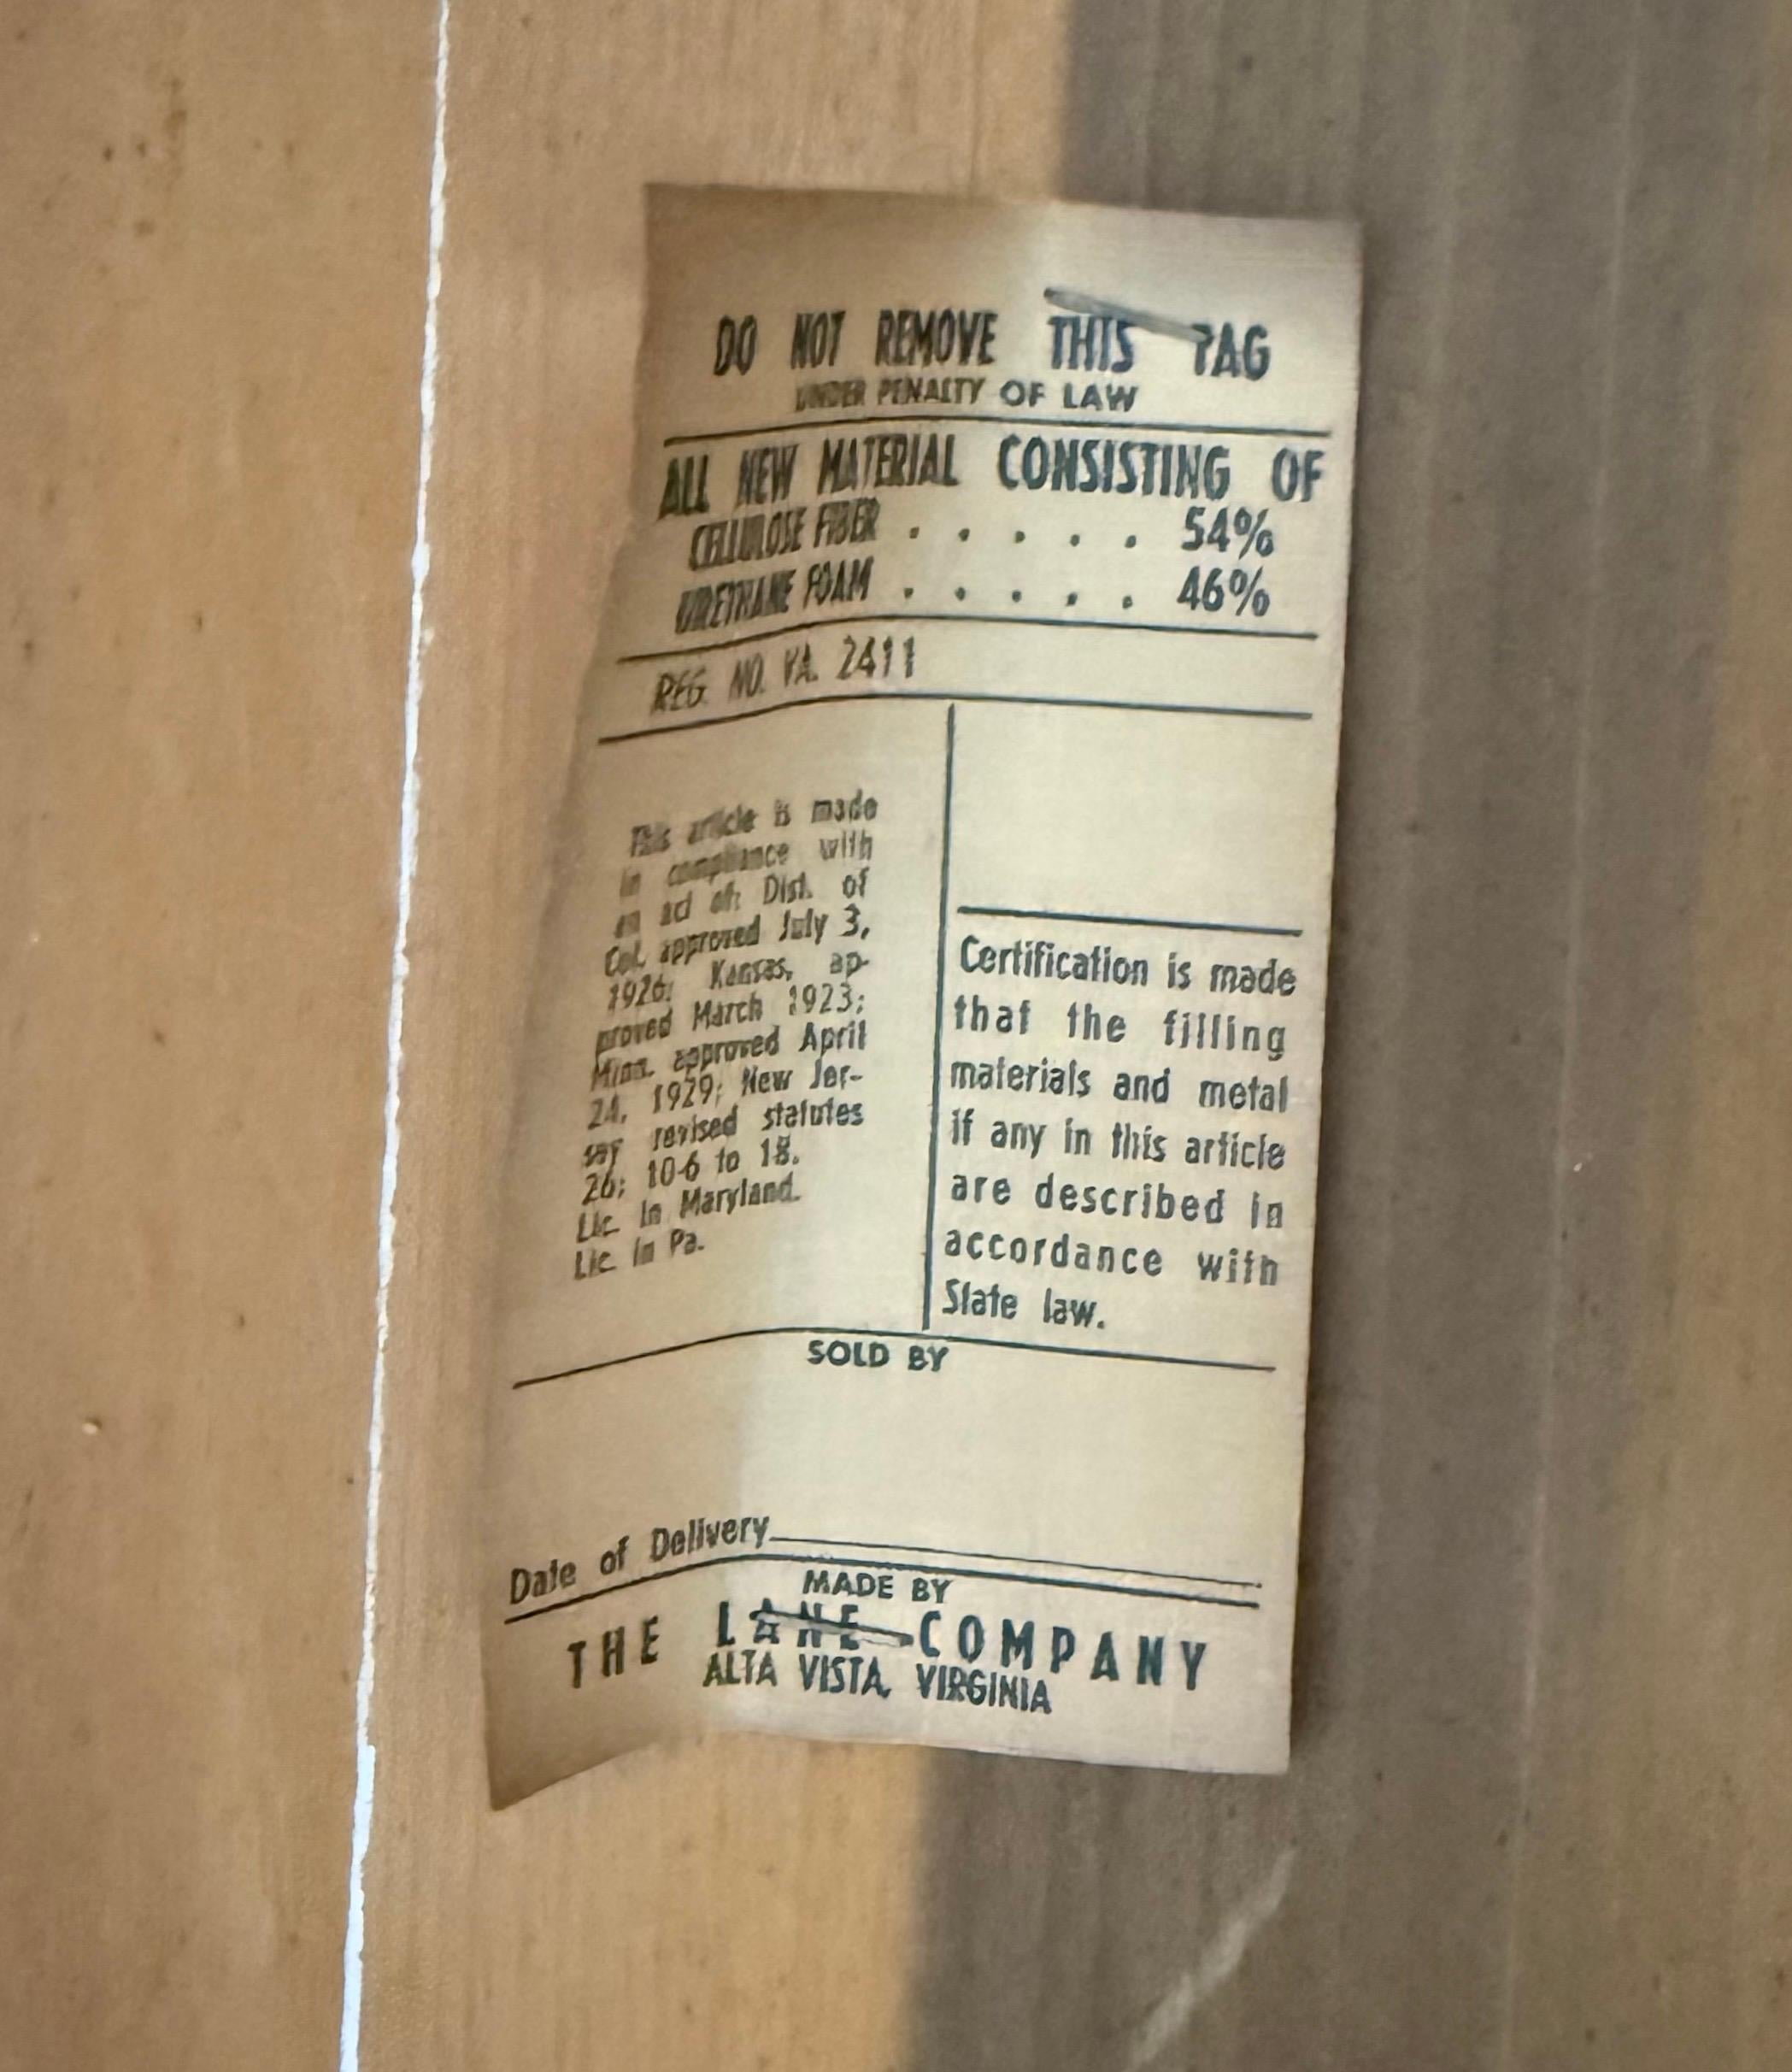 DO NOT REMOVE THIS TAG
UNDER PENALTY OF LAW
ALL NEW MATERIAL CONSISTING OF
CELLULOSE FIBER . . . . . 54%
URETHANE FOAM . . . . . 46%
REG. NO. VA. 2411
This article is made
in compliance with
an act of: Dist. of
Col. approved July 3,
1926; Kansas, ap-
proved March 1923;
Minn. approved April
24, 1929; New Jer-
sey revised statutes
26; 10-6 to 18.
Lic. In Maryland.
Lic. in Pa.
Certification is made
that the filling
materials and metal
if any in this article
are described in
accordance with
State law.
SOLD BY
Date of Delivery
MADE BY
THE LANE COMPANY
ALTA VISTA, VIRGINIA